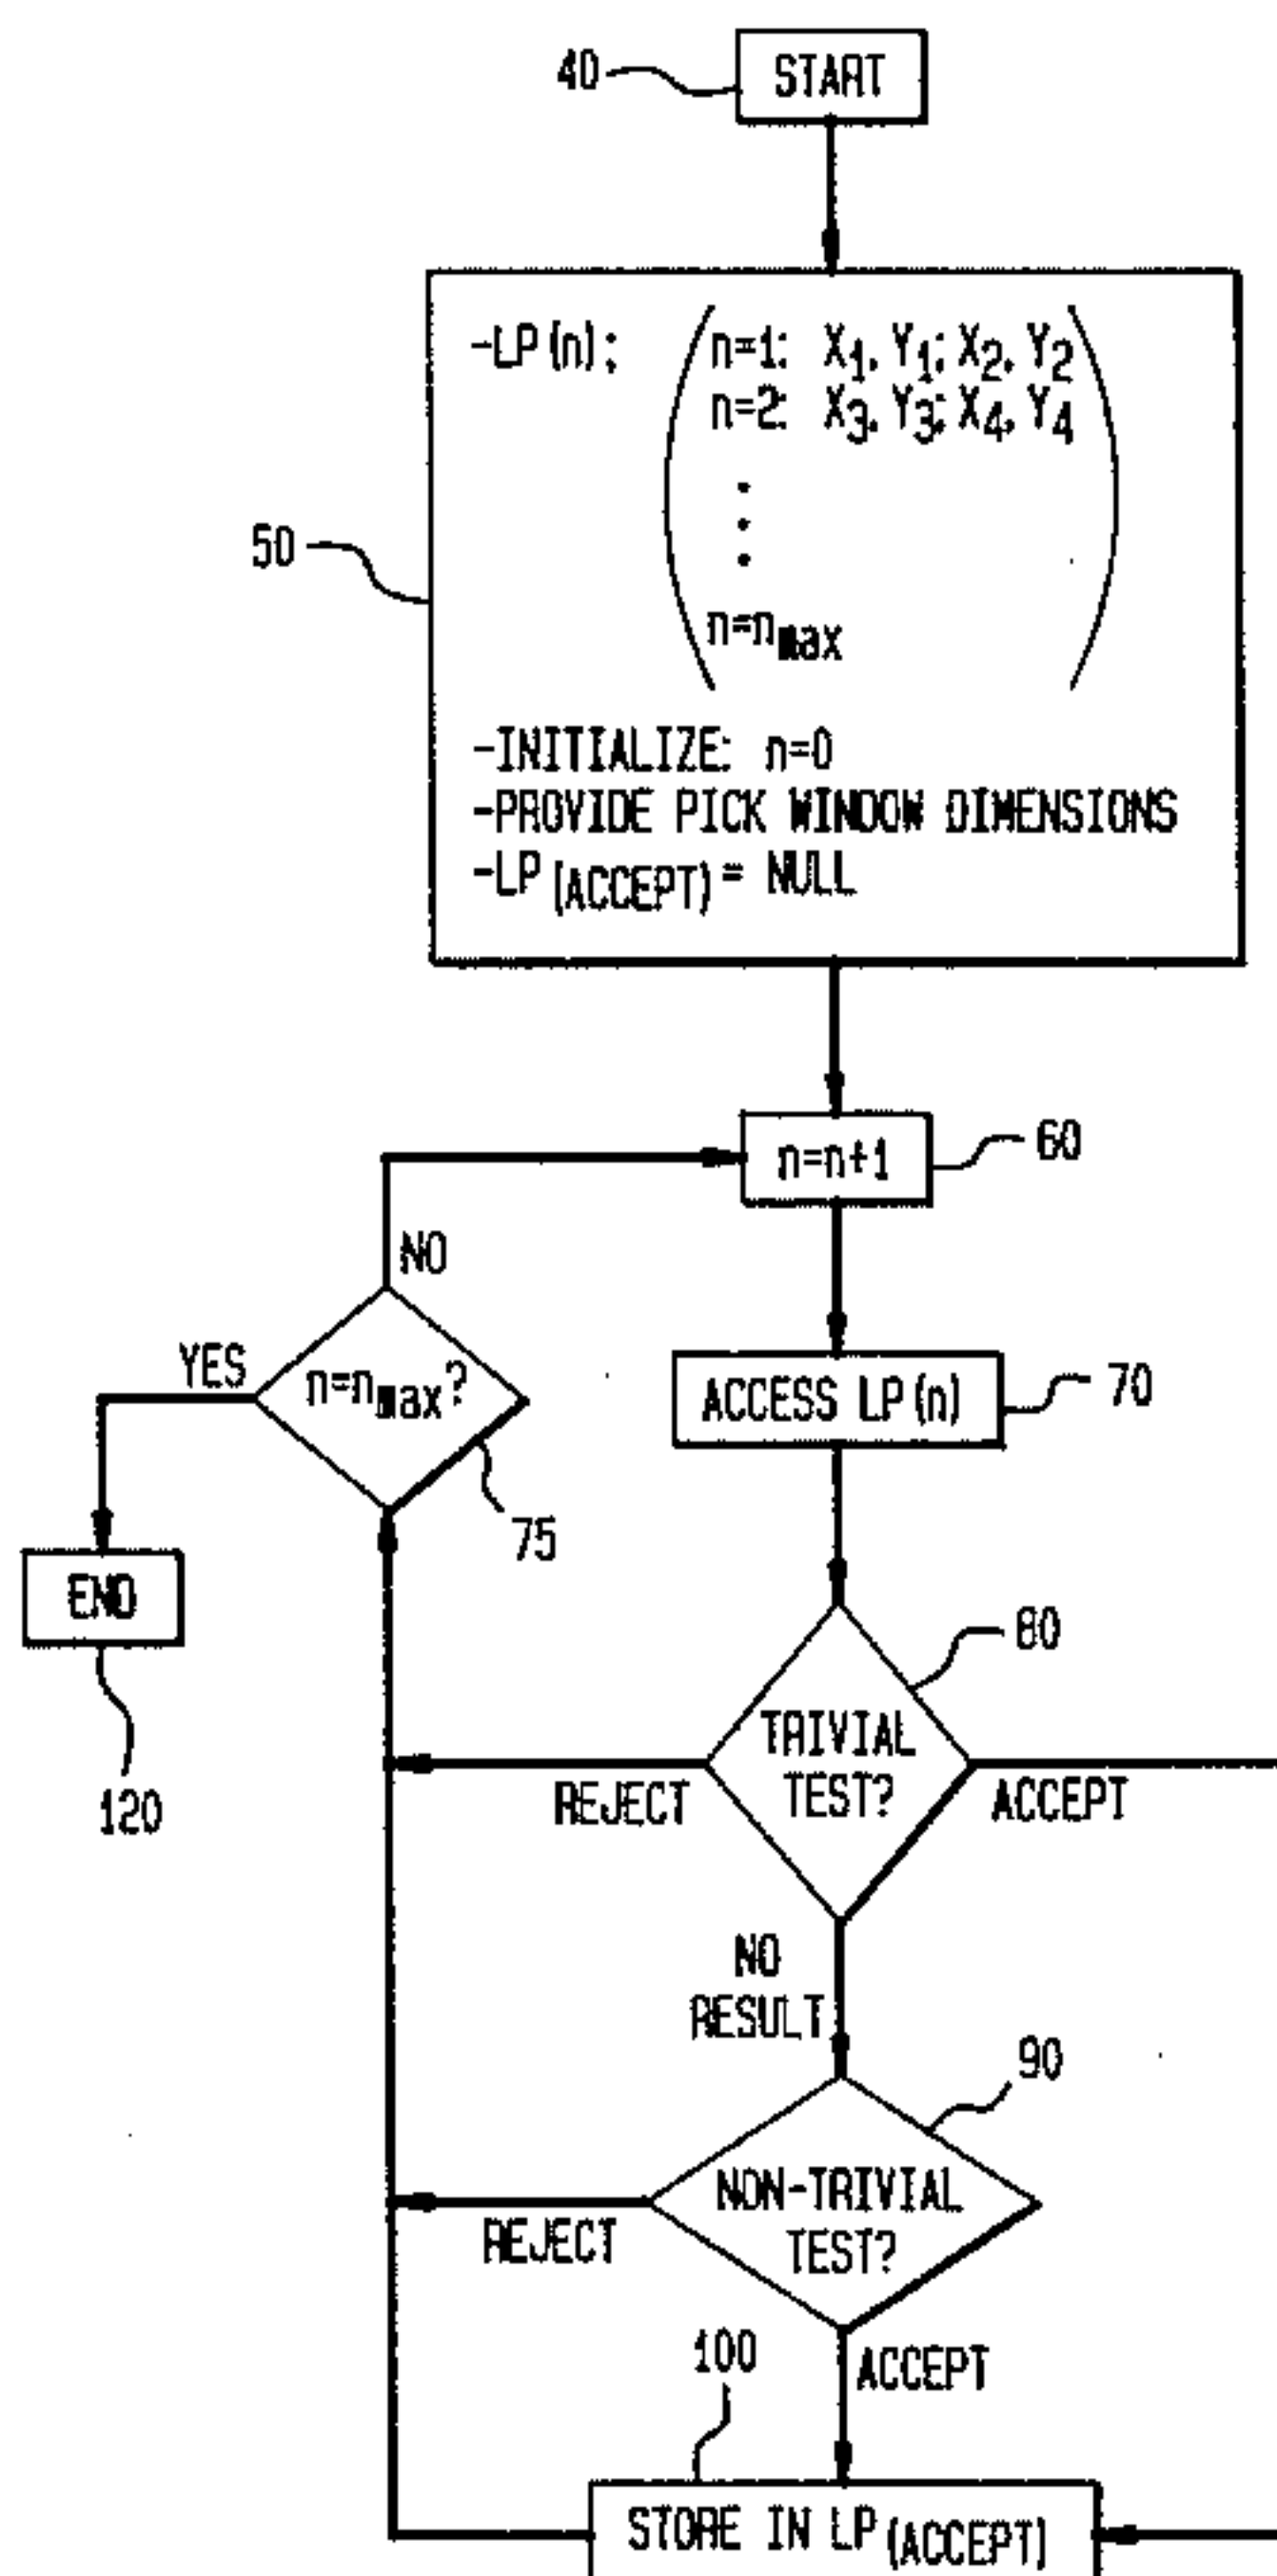 40
START
-LP(n): n=1: X1, Y1; X2, Y2
n=2: X3, Y3; X4, Y4
n=nmax
50
-INITIALIZE: n=0
-PROVIDE PICK WINDOW DIMENSIONS
-LP(ACCEPT)= NULL
n=n+1
60
NO
YES
n=nmax?
75
ACCESS LP(n)
70
END
120
80
TRIVIAL
TEST?
REJECT
ACCEPT
NO
RESULT
90
NON-TRIVIAL
TEST?
REJECT
ACCEPT
100
STORE IN LP(ACCEPT)